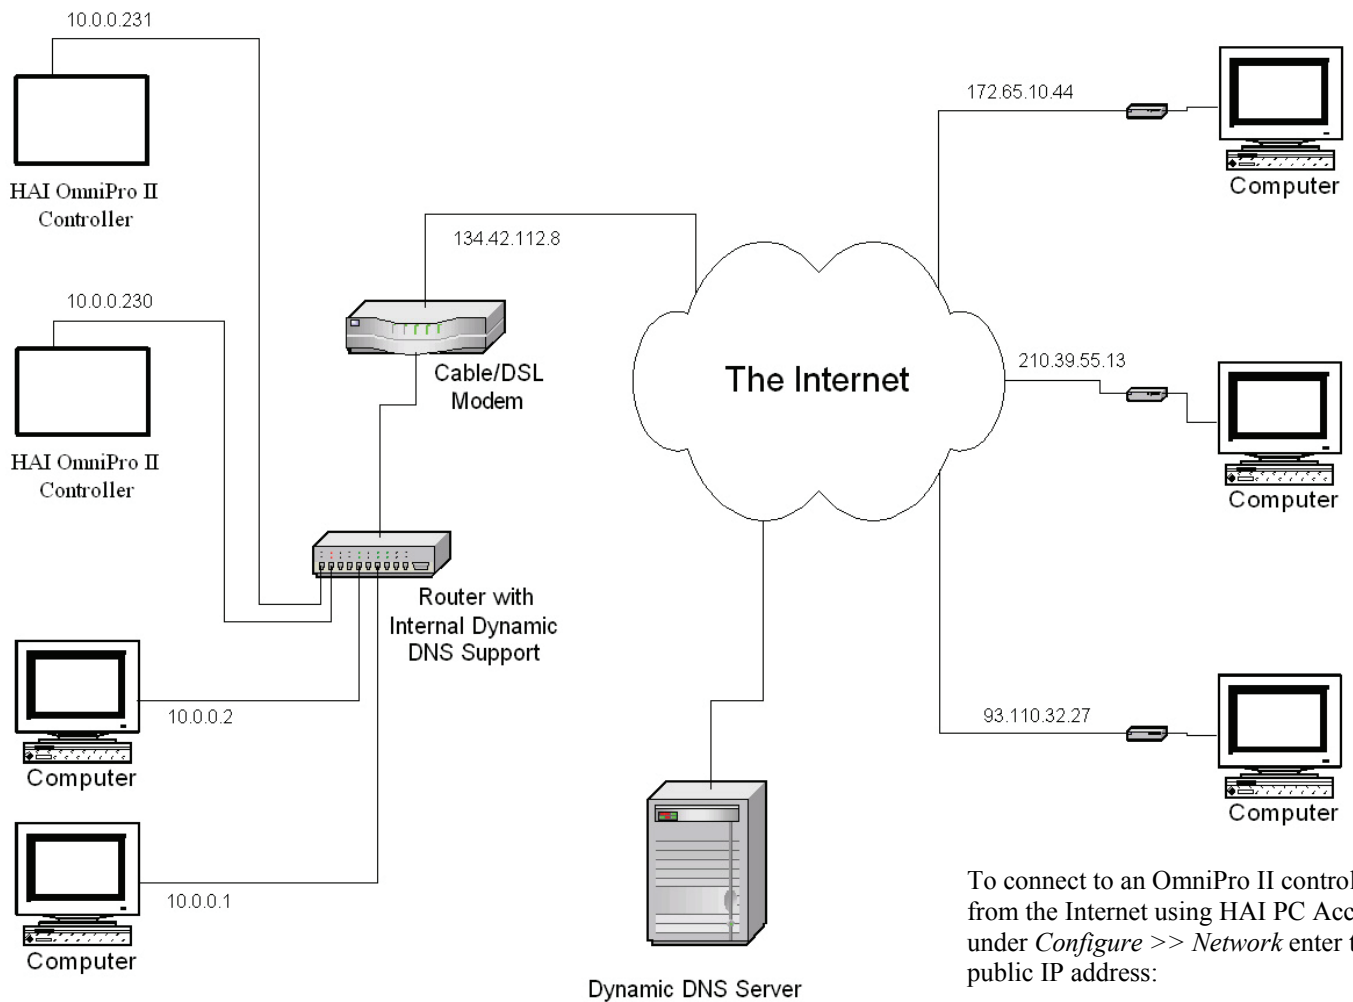 10.0.0.231
HAI OmniPro II
Controller
10.0.0.230
HAI OmniPro II
Controller
134.42.112.8
Cable/DSL
Modem
The Internet
172.65.10.44
Computer
210.39.55.13
Computer
Router with
Internal Dynamic
DNS Support
10.0.0.2
Computer
93.110.32.27
Computer
10.0.0.1
Computer
Dynamic DNS Server
To connect to an OmniPro II
from the Internet using HAI PC
under Configure >> Network enter
public IP address: